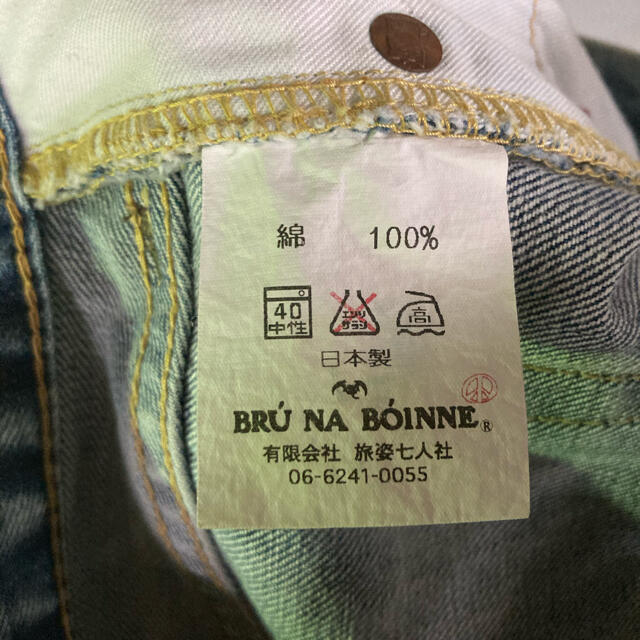 綿 100%
40 中性 エンソ サラシ 高
日本製
BRÚ NA BÓINNE®
有限会社 旅姿七人社
06-6241-0055